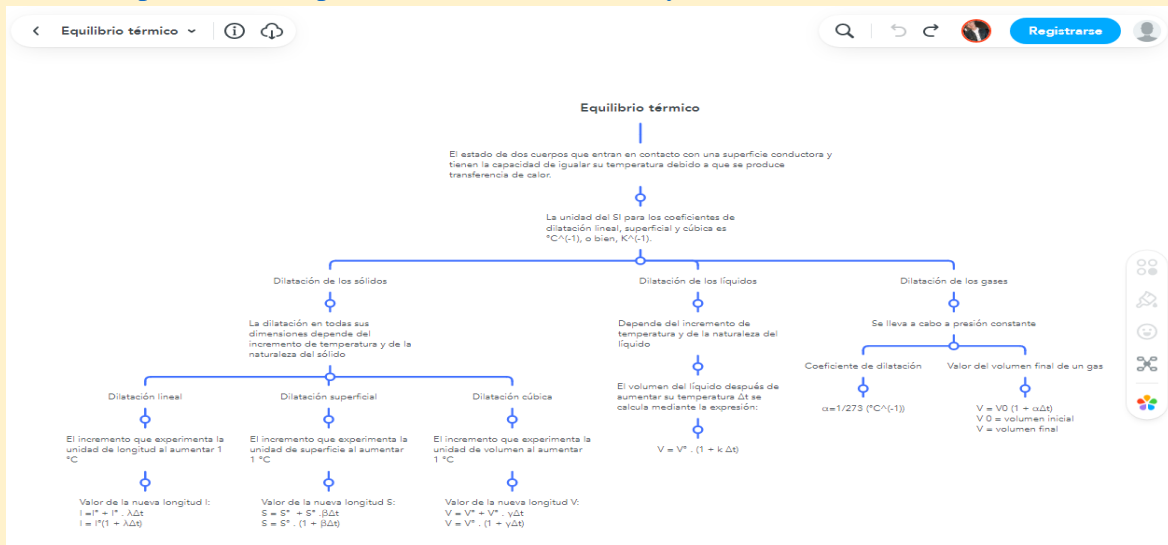 Equilibrio térmico
Registrarse
Equilibrio térmico
El estado de dos cuerpos que entran en contacto con una superficie conductora y
tienen la capacidad de igualar su temperatura debido a que se produce
transferencia de calor.
La unidad del SI para los coeficientes de
dilatación lineal, superficial y cúbica es
°C^(-1), o bien, K^(-1).
Dilatación de los sólidos
La dilatación en todas sus
dimensiones depende del
incremento de temperatura y de la
naturaleza del sólido
Dilatación lineal
El incremento que experimenta la
unidad de longitud al aumentar 1
°C
Valor de la nueva longitud l:
l =l° + l° . λΔt
l = l°(1 + λΔt)
Dilatación superficial
El incremento que experimenta la
unidad de superficie al aumentar
1 °C
Valor de la nueva longitud S:
S = S° + S° .βΔt
S = S° . (1 + βΔt)
Dilatación cúbica
El incremento que experimenta la
unidad de volumen al aumentar
1 °C
Valor de la nueva longitud V:
V = V° + V° . γΔt
V = V° . (1 + γΔt)
Dilatación de los líquidos
Depende del incremento de
temperatura y de la naturaleza del
líquido
El volumen del líquido después de
aumentar su temperatura Δt se
calcula mediante la expresión:
V = V° . (1 + k Δt)
Dilatación de los gases
Se lleva a cabo a presión constante
Coeficiente de dilatación
α=1/273 (°C^(-1))
Valor del volumen final de un gas
V = V0 (1 + αΔt)
V 0 = volumen inicial
V = volumen final